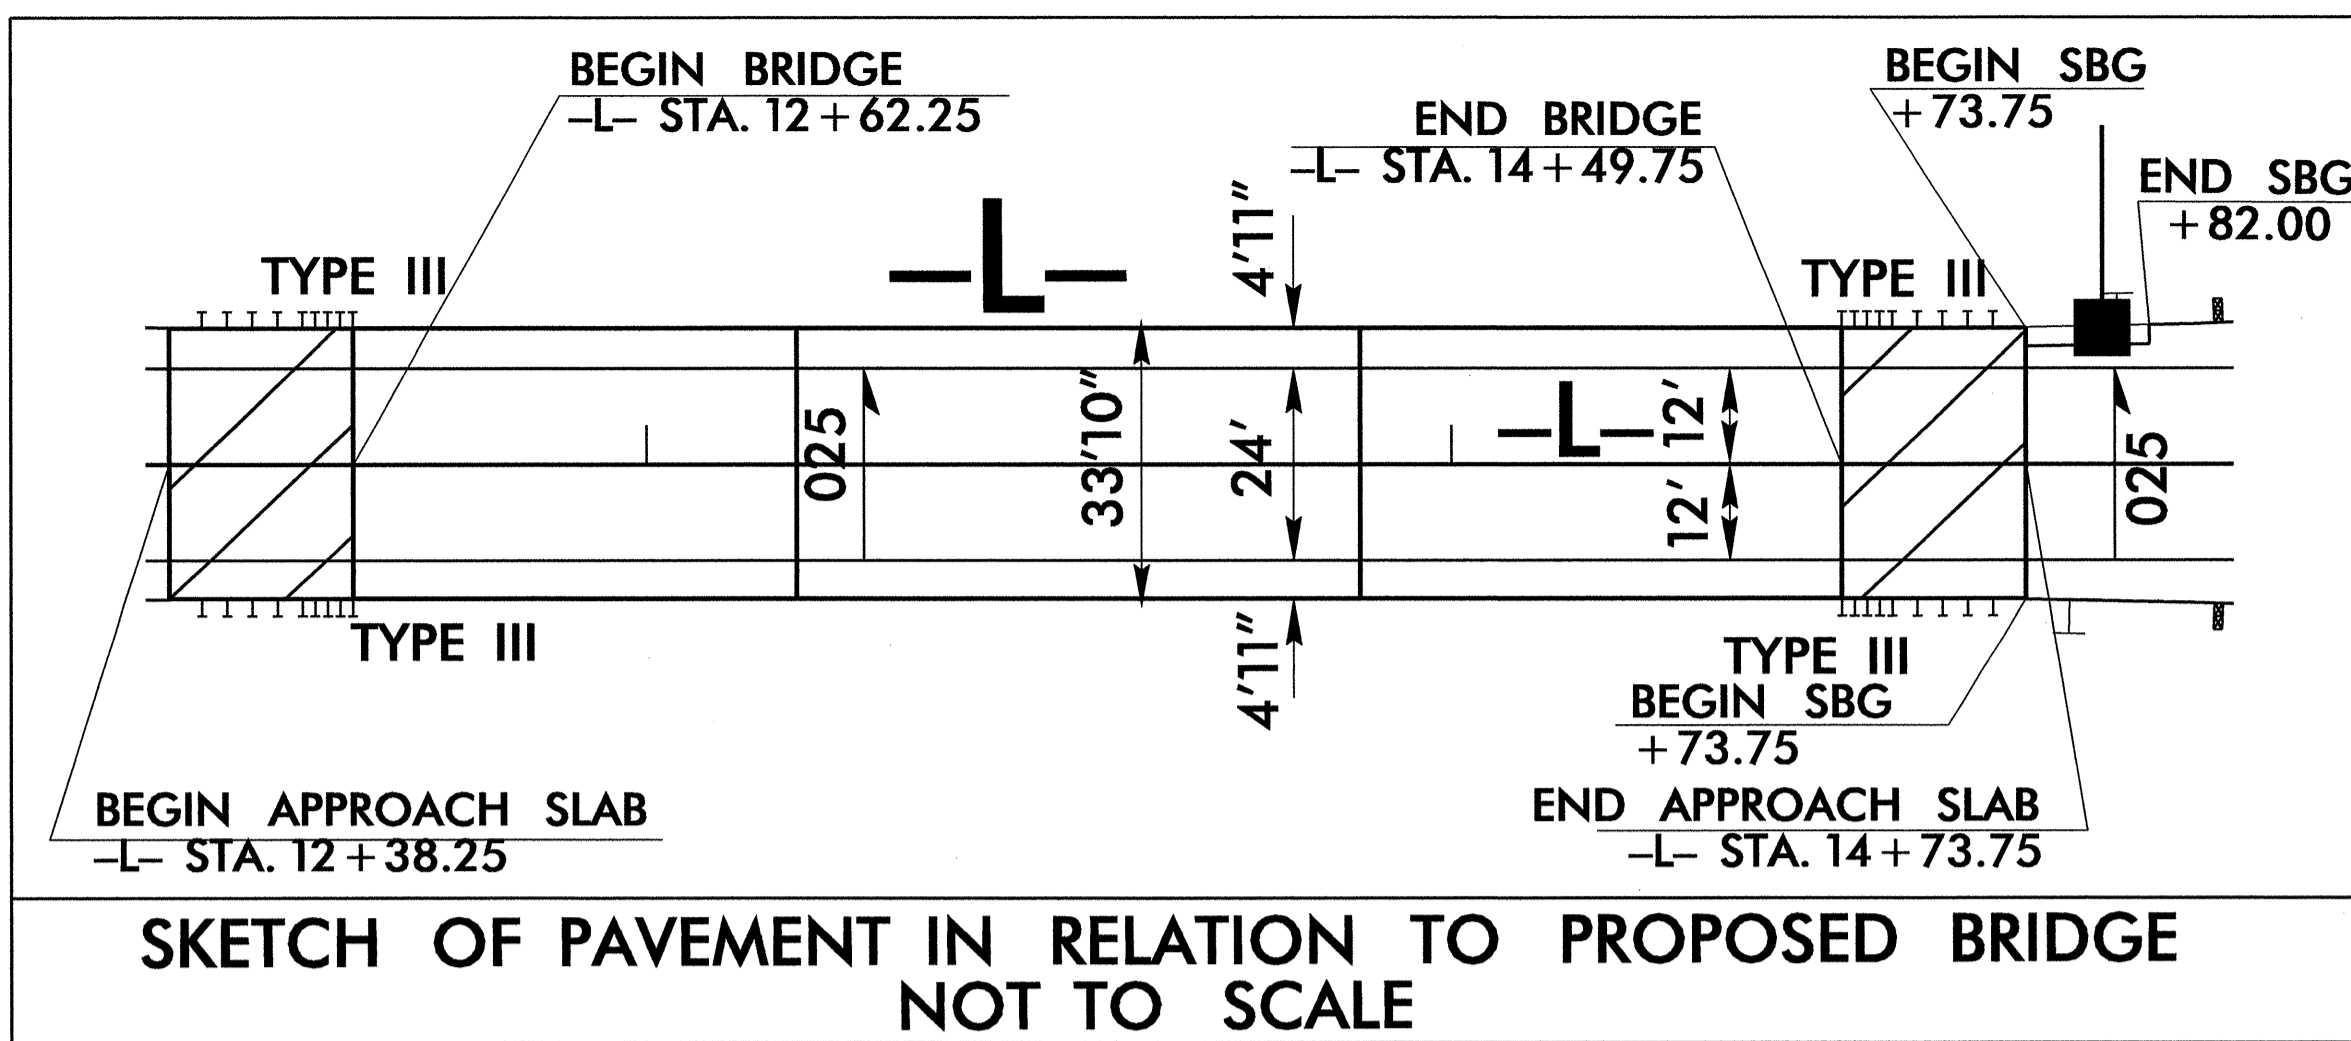 BEGIN BRIDGE
–L– STA. 12+62.25
END BRIDGE
–L– STA. 14+49.75
BEGIN SBG
+73.75
END SBG
+82.00
TYPE III
–L–
4'11"
TYPE III
025
33'10"
24'
–L–
12'
12'
025
TYPE III
4'11"
TYPE III
BEGIN SBG
+73.75
BEGIN APPROACH SLAB
–L– STA. 12+38.25
END APPROACH SLAB
–L– STA. 14+73.75
SKETCH OF PAVEMENT IN RELATION TO PROPOSED BRIDGE
NOT TO SCALE